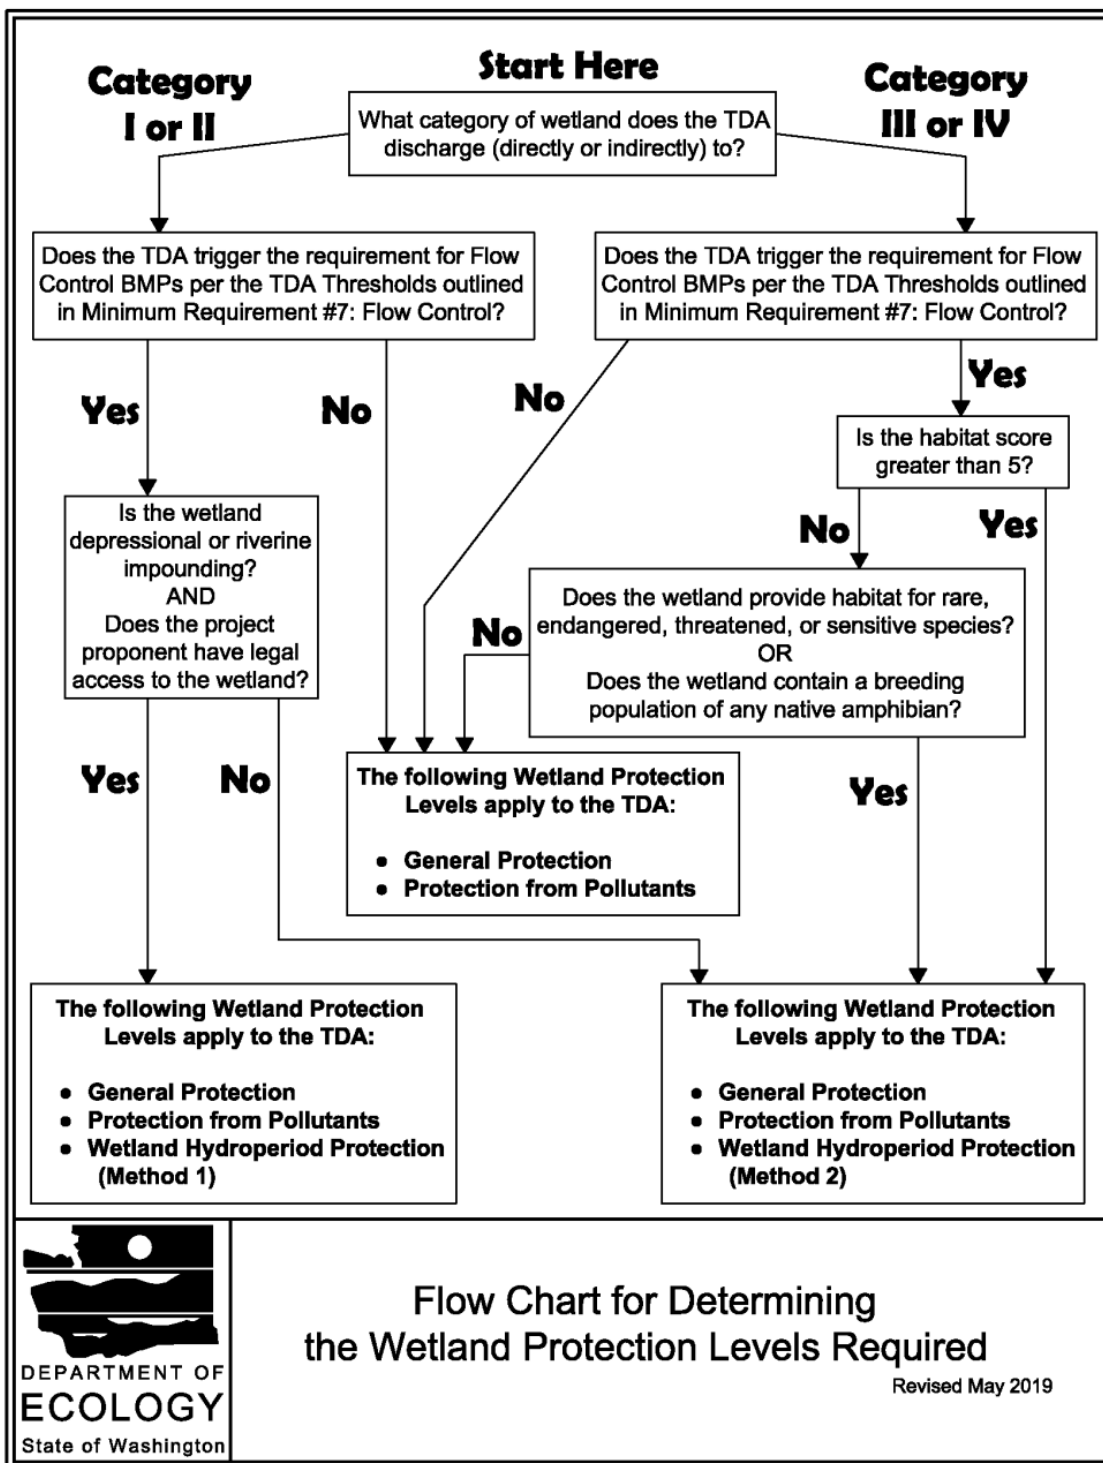 Start Here
Category
I or II
Category
III or IV
What category of wetland does the TDA
discharge (directly or indirectly) to?
Does the TDA trigger the requirement for Flow
Control BMPs per the TDA Thresholds outlined
in Minimum Requirement #7: Flow Control?
Does the TDA trigger the requirement for Flow
Control BMPs per the TDA Thresholds outlined
in Minimum Requirement #7: Flow Control?
Yes
No
No
Yes
Is the habitat score
greater than 5?
Is the wetland
depressional or riverine
impounding?
AND
Does the project
proponent have legal
access to the wetland?
No
Yes
Does the wetland provide habitat for rare,
endangered, threatened, or sensitive species?
OR
Does the wetland contain a breeding
population of any native amphibian?
No
Yes
No
Yes
The following Wetland Protection
Levels apply to the TDA:
• General Protection
• Protection from Pollutants
The following Wetland Protection
Levels apply to the TDA:
• General Protection
• Protection from Pollutants
• Wetland Hydroperiod Protection
(Method 1)
The following Wetland Protection
Levels apply to the TDA:
• General Protection
• Protection from Pollutants
• Wetland Hydroperiod Protection
(Method 2)
DEPARTMENT OF
ECOLOGY
State of Washington
Flow Chart for Determining
the Wetland Protection Levels Required
Revised May 2019